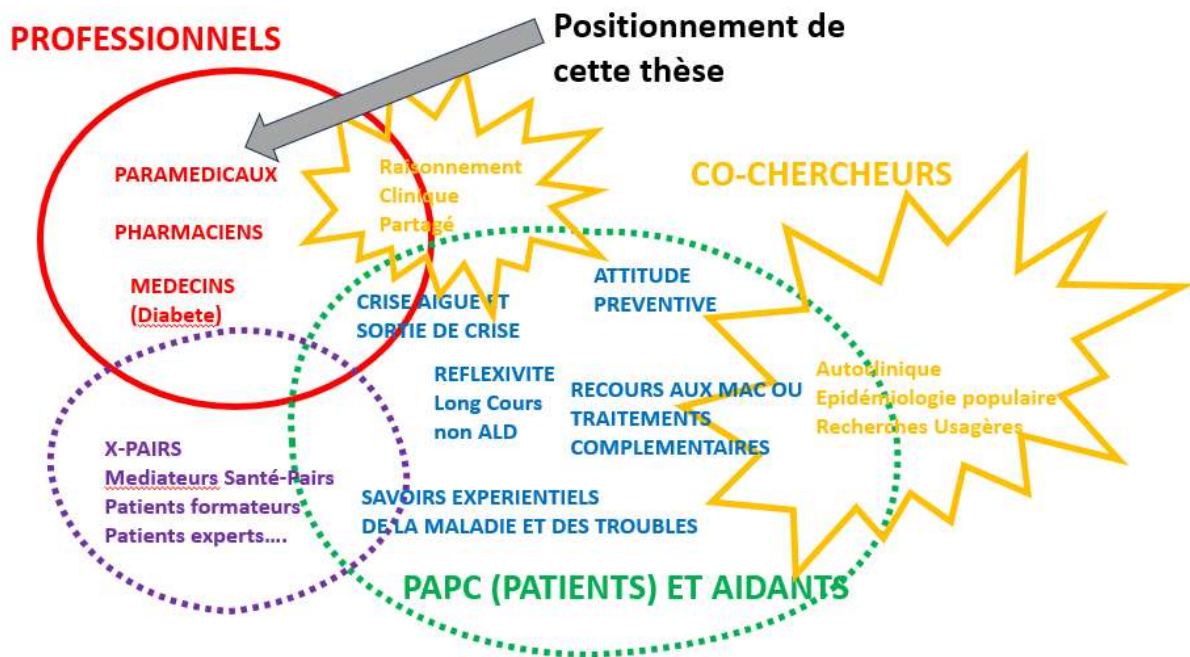 PROFESSIONNELS
Positionnement de
cette thèse
PARAMEDICAUX
PHARMACIENS
MEDECINS
(Diabete)
Raisonnement
Clinique
Partagé
CO-CHERCHEURS
CRISE AIGUE ET
SORTIE DE CRISE
ATTITUDE
PREVENTIVE
REFLEXIVITE
Long Cours
non ALD
RECOURS AUX MAC OU
TRAITEMENTS
COMPLEMENTAIRES
Autoclinique
Epidémiologie populaire
Recherches Usagères
X-PAIRS
Mediateurs Santé-Pairs
Patients formateurs
Patients experts....
SAVOIRS EXPERIENTIELS
DE LA MALADIE ET DES TROUBLES
PAPC (PATIENTS) ET AIDANTS